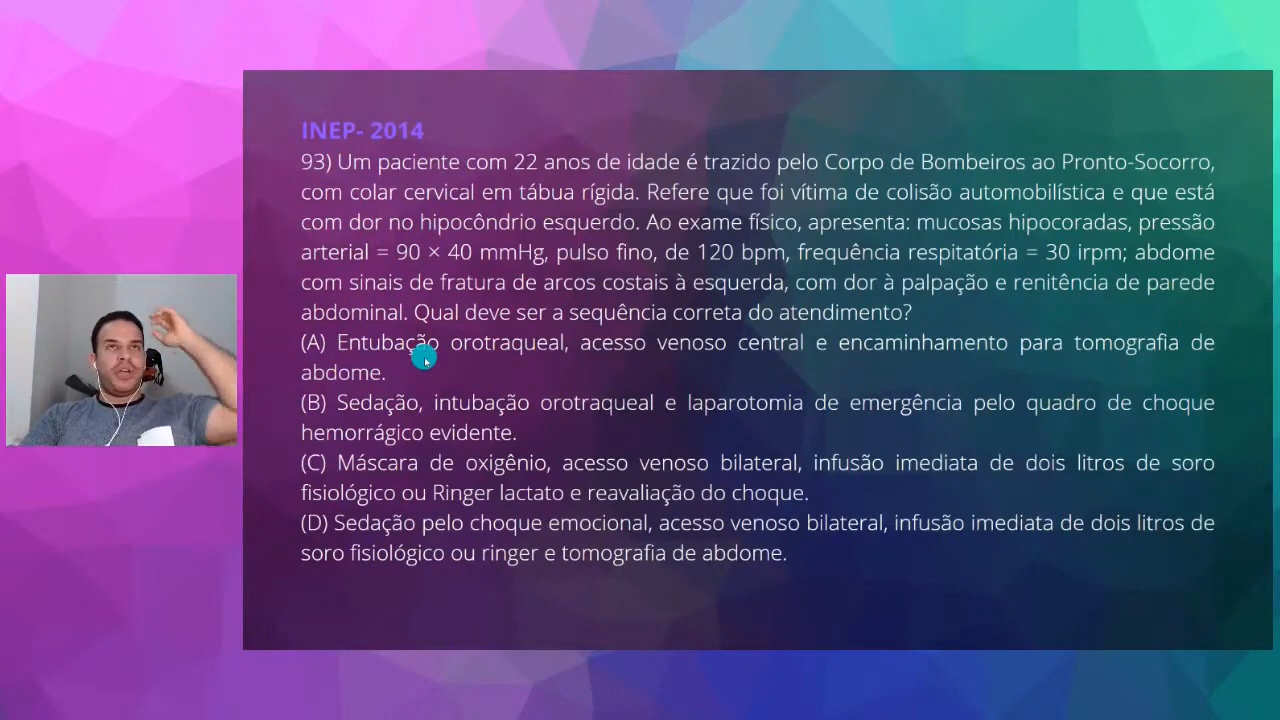 INEP- 2014
93) Um paciente com 22 anos de idade é trazido pelo Corpo de Bombeiros ao Pronto-Socorro,
com colar cervical em tábua rígida. Refere que foi vítima de colisão automobilística e que está
com dor no hipocôndrio esquerdo. Ao exame físico, apresenta: mucosas hipocoradas, pressão
arterial = 90 × 40 mmHg, pulso fino, de 120 bpm, frequência respitatória = 30 irpm; abdome
com sinais de fratura de arcos costais à esquerda, com dor à palpação e renitência de parede
abdominal. Qual deve ser a sequência correta do atendimento?
(A) Entubação orotraqueal, acesso venoso central e encaminhamento para tomografia de
abdome.
(B) Sedação, intubação orotraqueal e laparotomia de emergência pelo quadro de choque
hemorrágico evidente.
(C) Máscara de oxigênio, acesso venoso bilateral, infusão imediata de dois litros de soro
fisiológico ou Ringer lactato e reavaliação do choque.
(D) Sedação pelo choque emocional, acesso venoso bilateral, infusão imediata de dois litros de
soro fisiológico ou ringer e tomografia de abdome.